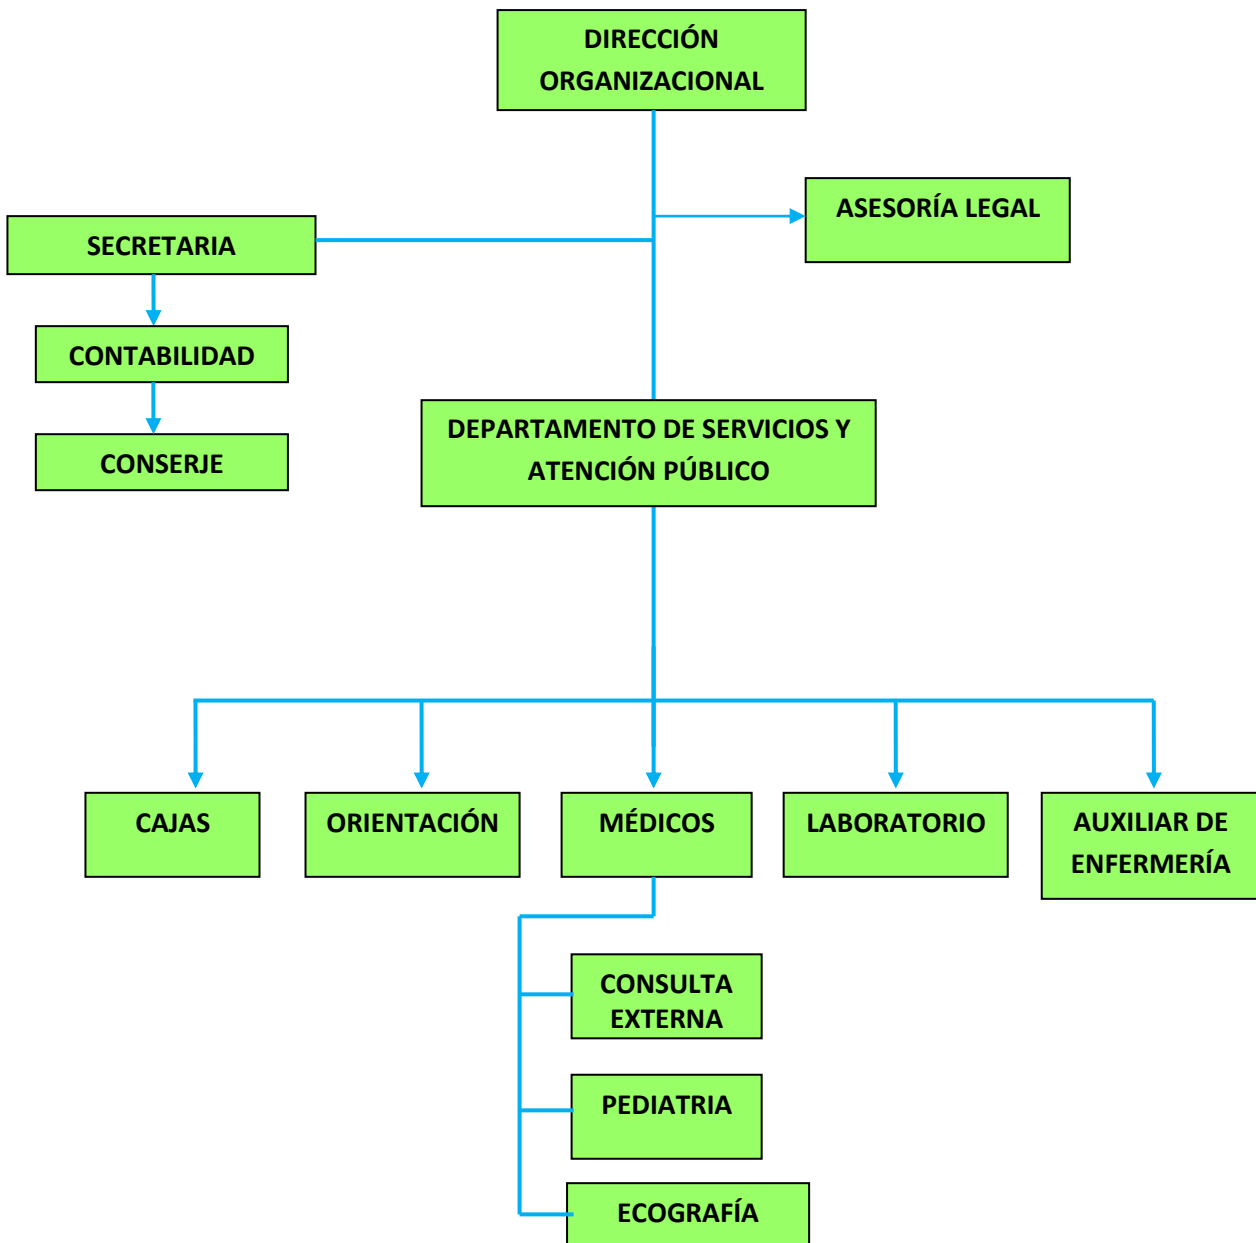 DIRECCIÓN
ORGANIZACIONAL
ASESORÍA LEGAL
SECRETARIA
CONTABILIDAD
CONSERJE
DEPARTAMENTO DE SERVICIOS Y
ATENCIÓN PÚBLICO
CAJAS
ORIENTACIÓN
MÉDICOS
LABORATORIO
AUXILIAR DE
ENFERMERÍA
CONSULTA
EXTERNA
PEDIATRIA
ECOGRAFÍA